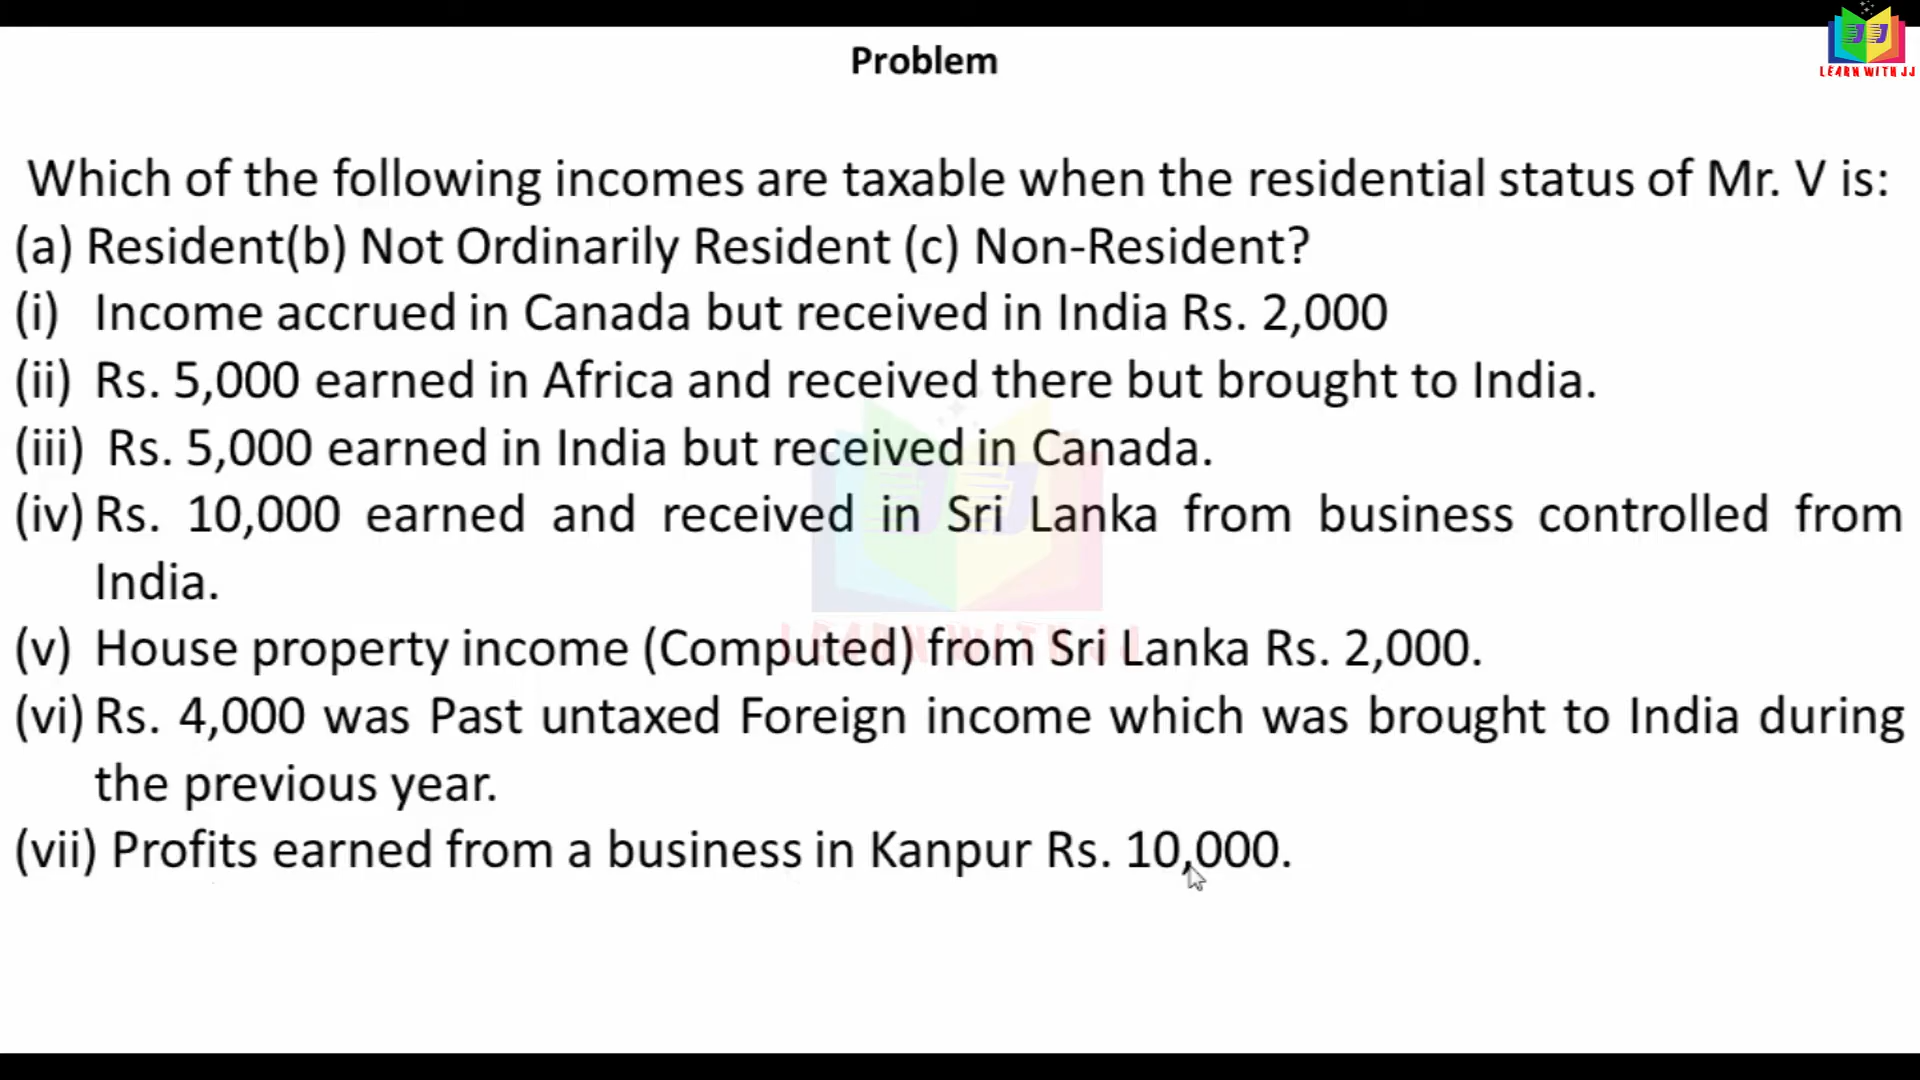 Problem
LEARN WITH JJ
Which of the following incomes are taxable when the residential status of Mr. V is:
(a) Resident(b) Not Ordinarily Resident (c) Non-Resident?
(i) Income accrued in Canada but received in India Rs. 2,000
(ii) Rs. 5,000 earned in Africa and received there but brought to India.
(iii) Rs. 5,000 earned in India but received in Canada.
(iv) Rs. 10,000 earned and received in Sri Lanka from business controlled from
India.
(v) House property income (Computed) from Sri Lanka Rs. 2,000.
LEARN WITH JJ
(vi) Rs. 4,000 was Past untaxed Foreign income which was brought to India during
the previous year.
(vii) Profits earned from a business in Kanpur Rs. 10,000.